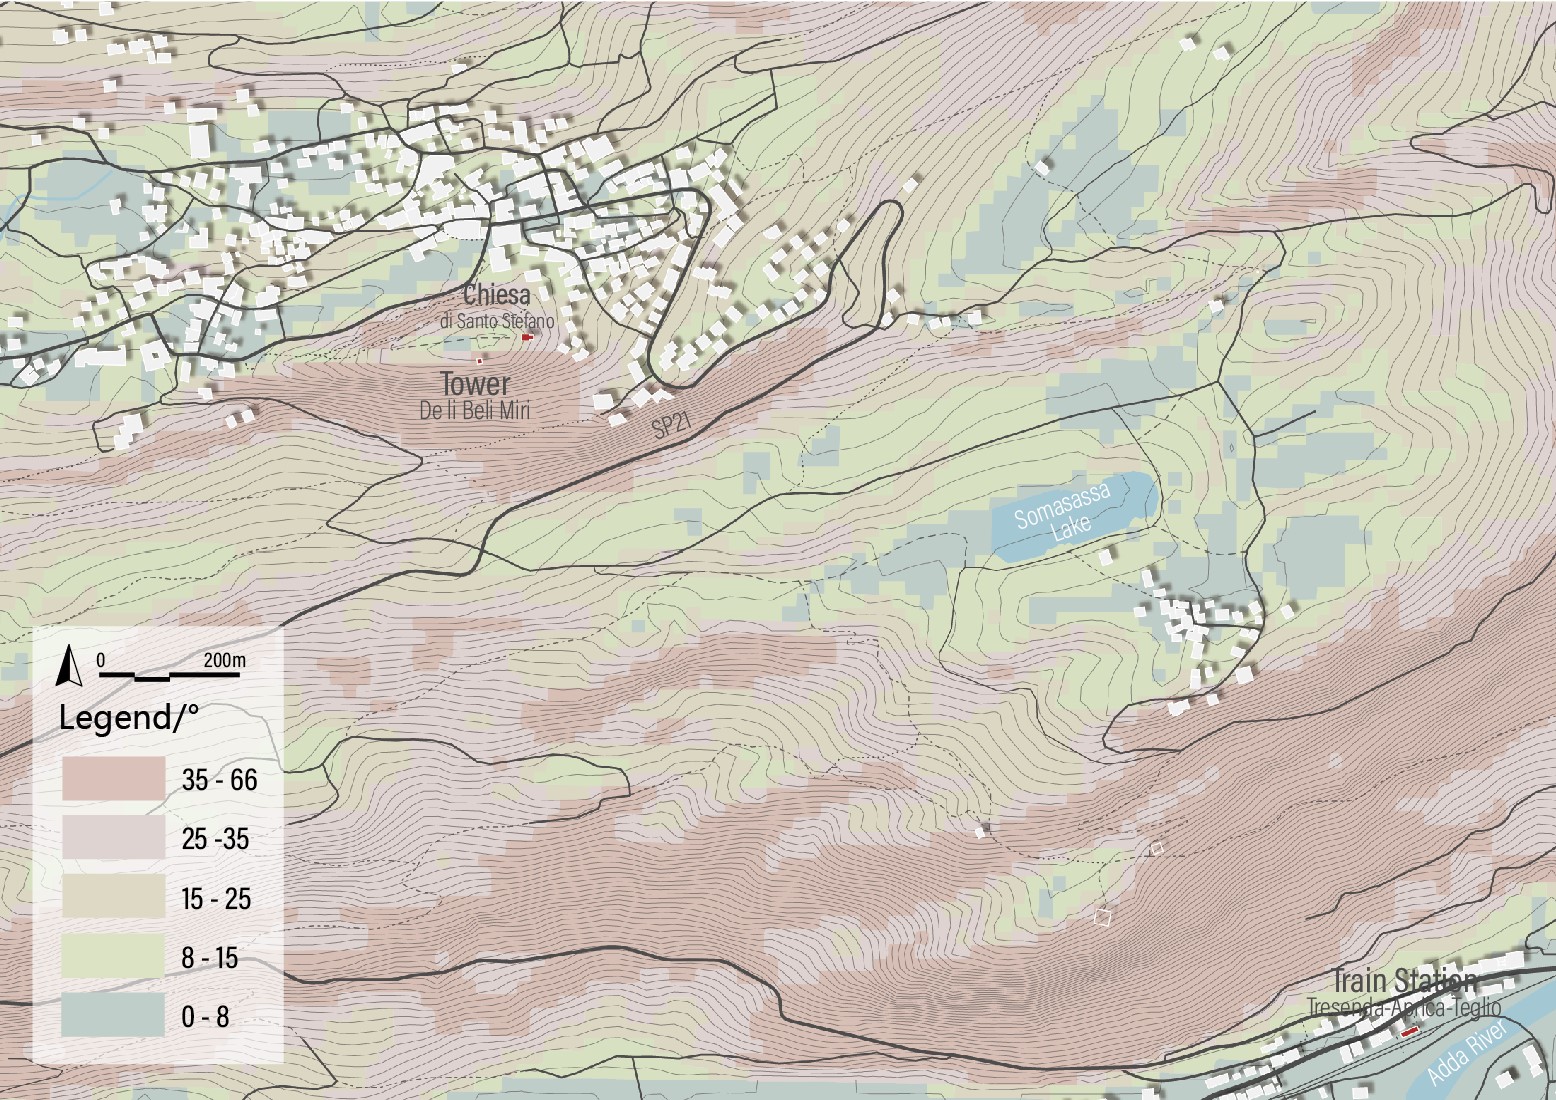 Chiesa
di Santo Stefano
Tower
De li Beli Miri
SP21
Somasassa
Lake
0 200m
Legend/°
35 - 66
25 -35
15 - 25
8 - 15
0 - 8
Train Station
Tresenda-Aprica-Teglio
Adda River